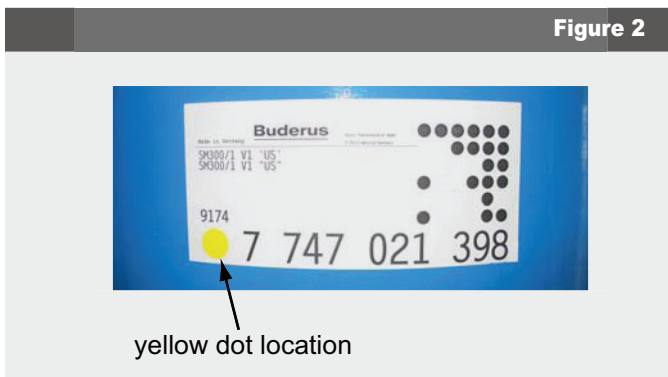 Figure 2
Buderus
Made in Germany
SM300/1 V1 'US'
SM300/1 V1 "US"
9174
7 747 021 398
yellow dot location